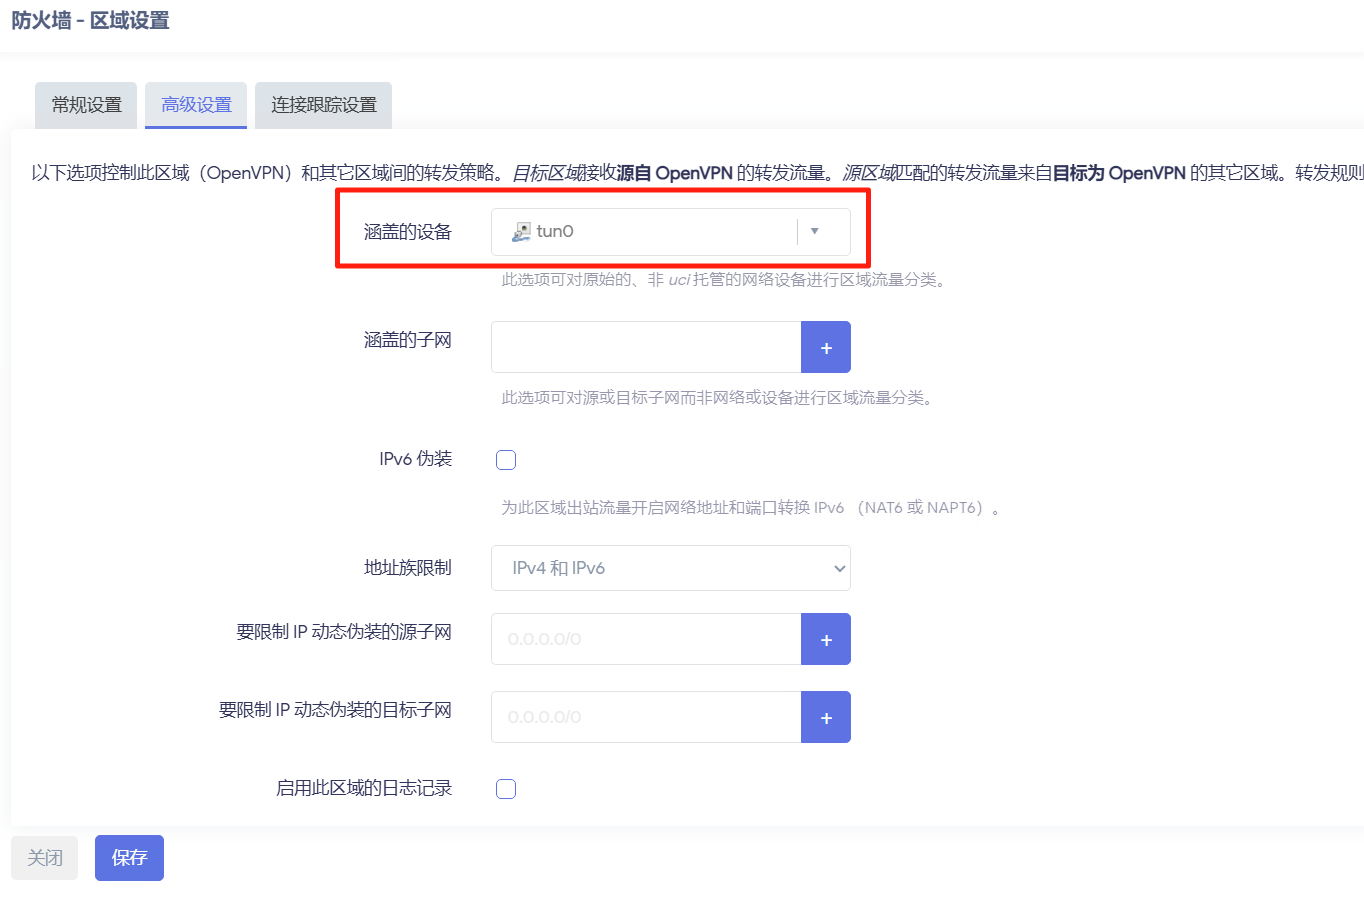 防火墙 - 区域设置
常规设置 高级设置 连接跟踪设置
以下选项控制此区域（OpenVPN）和其它区域间的转发策略。目标区域接收源自 OpenVPN 的转发流量。源区域匹配的转发流量来自目标为 OpenVPN 的其它区域。转发规则
涵盖的设备 tun0
此选项可对原始的、非 uci 托管的网络设备进行区域流量分类。
涵盖的子网 +
此选项可对源或目标子网而非网络或设备进行区域流量分类。
IPv6 伪装
为此区域出站流量开启网络地址和端口转换 IPv6 （NAT6 或 NAPT6）。
地址族限制 IPv4 和 IPv6
要限制 IP 动态伪装的源子网 0.0.0.0/0 +
要限制 IP 动态伪装的目标子网 0.0.0.0/0 +
启用此区域的日志记录
关闭 保存